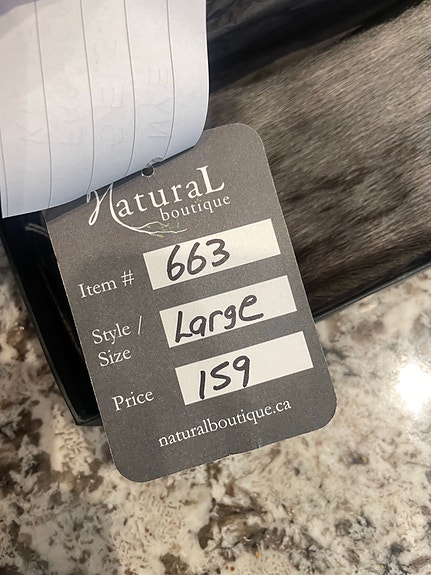 Natural
boutique
Item # 663
Style / Size Large
Price 159
naturalboutique.ca